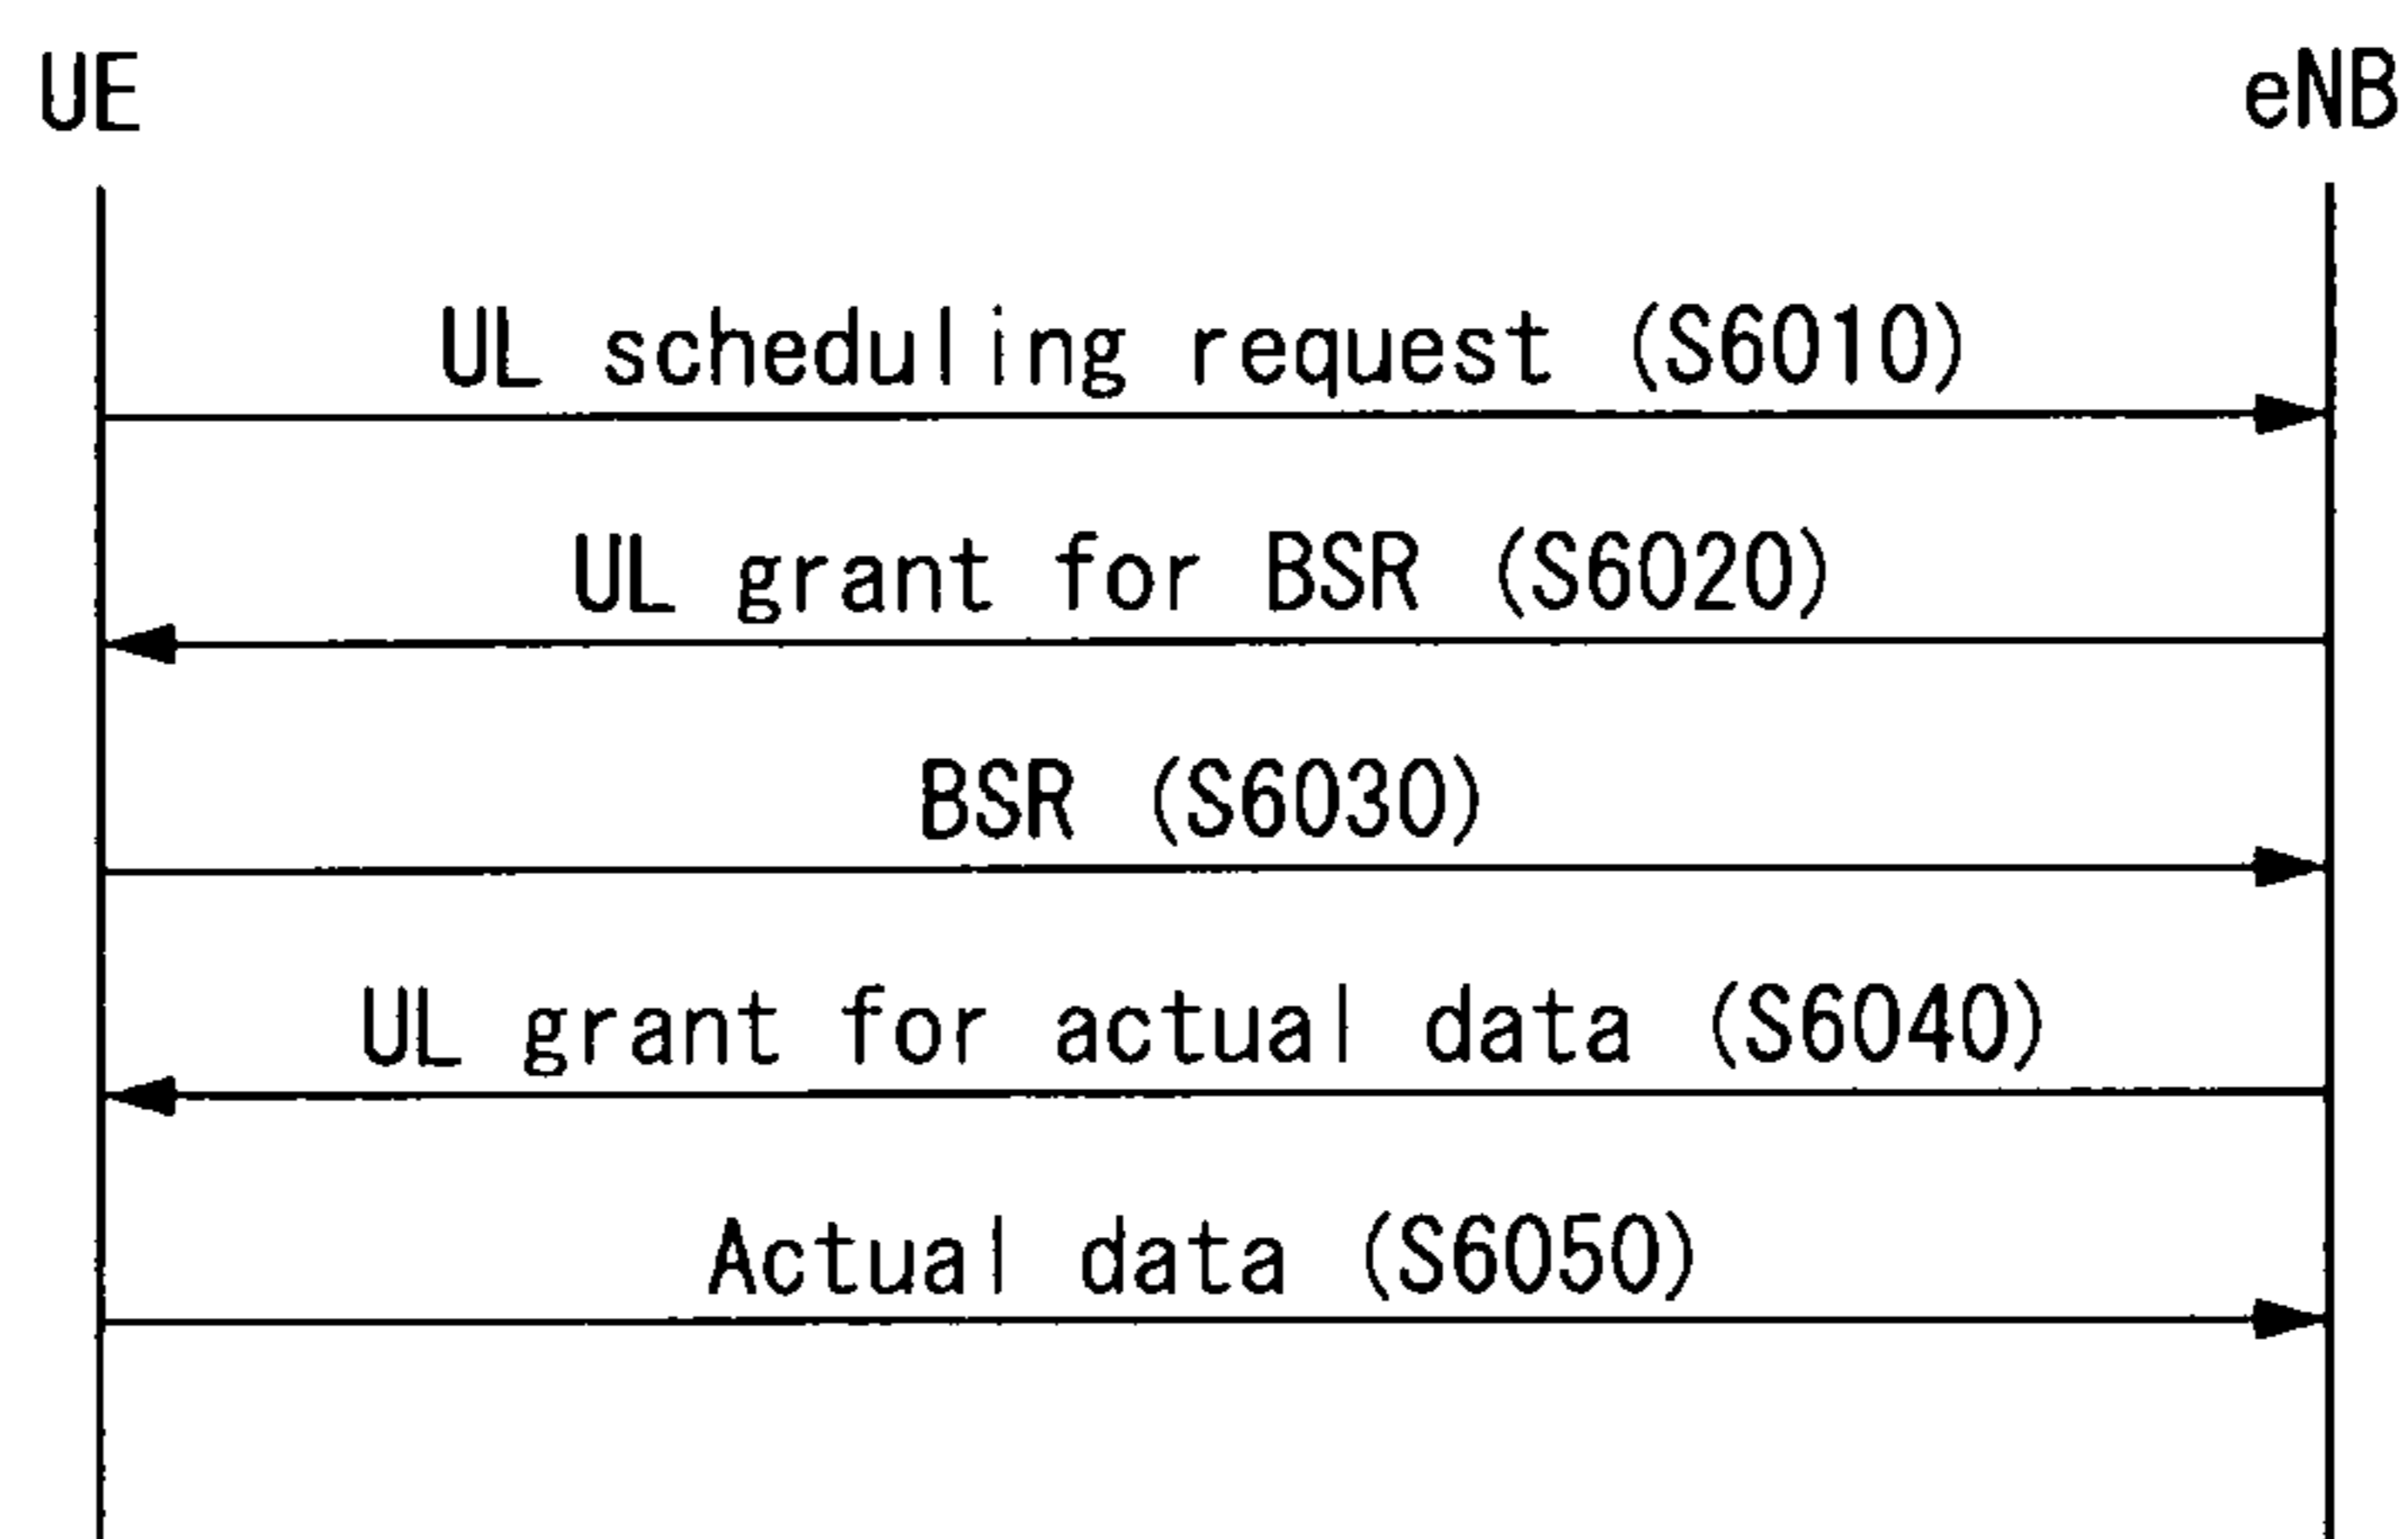 UE eNB
UL scheduling request (S6010)
UL grant for BSR (S6020)
BSR (S6030)
UL grant for actual data (S6040)
Actual data (S6050)